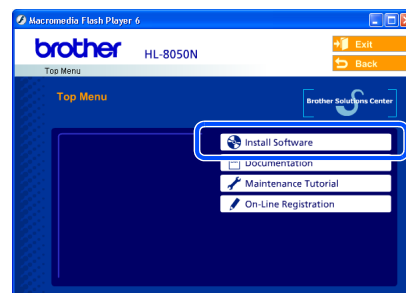 Macromedia Flash Player 6
brother HL-8050N
Exit
Back
Top Menu
Top Menu
Brother Solutions Center
Install Software
Documentation
Maintenance Tutorial
On-Line Registration